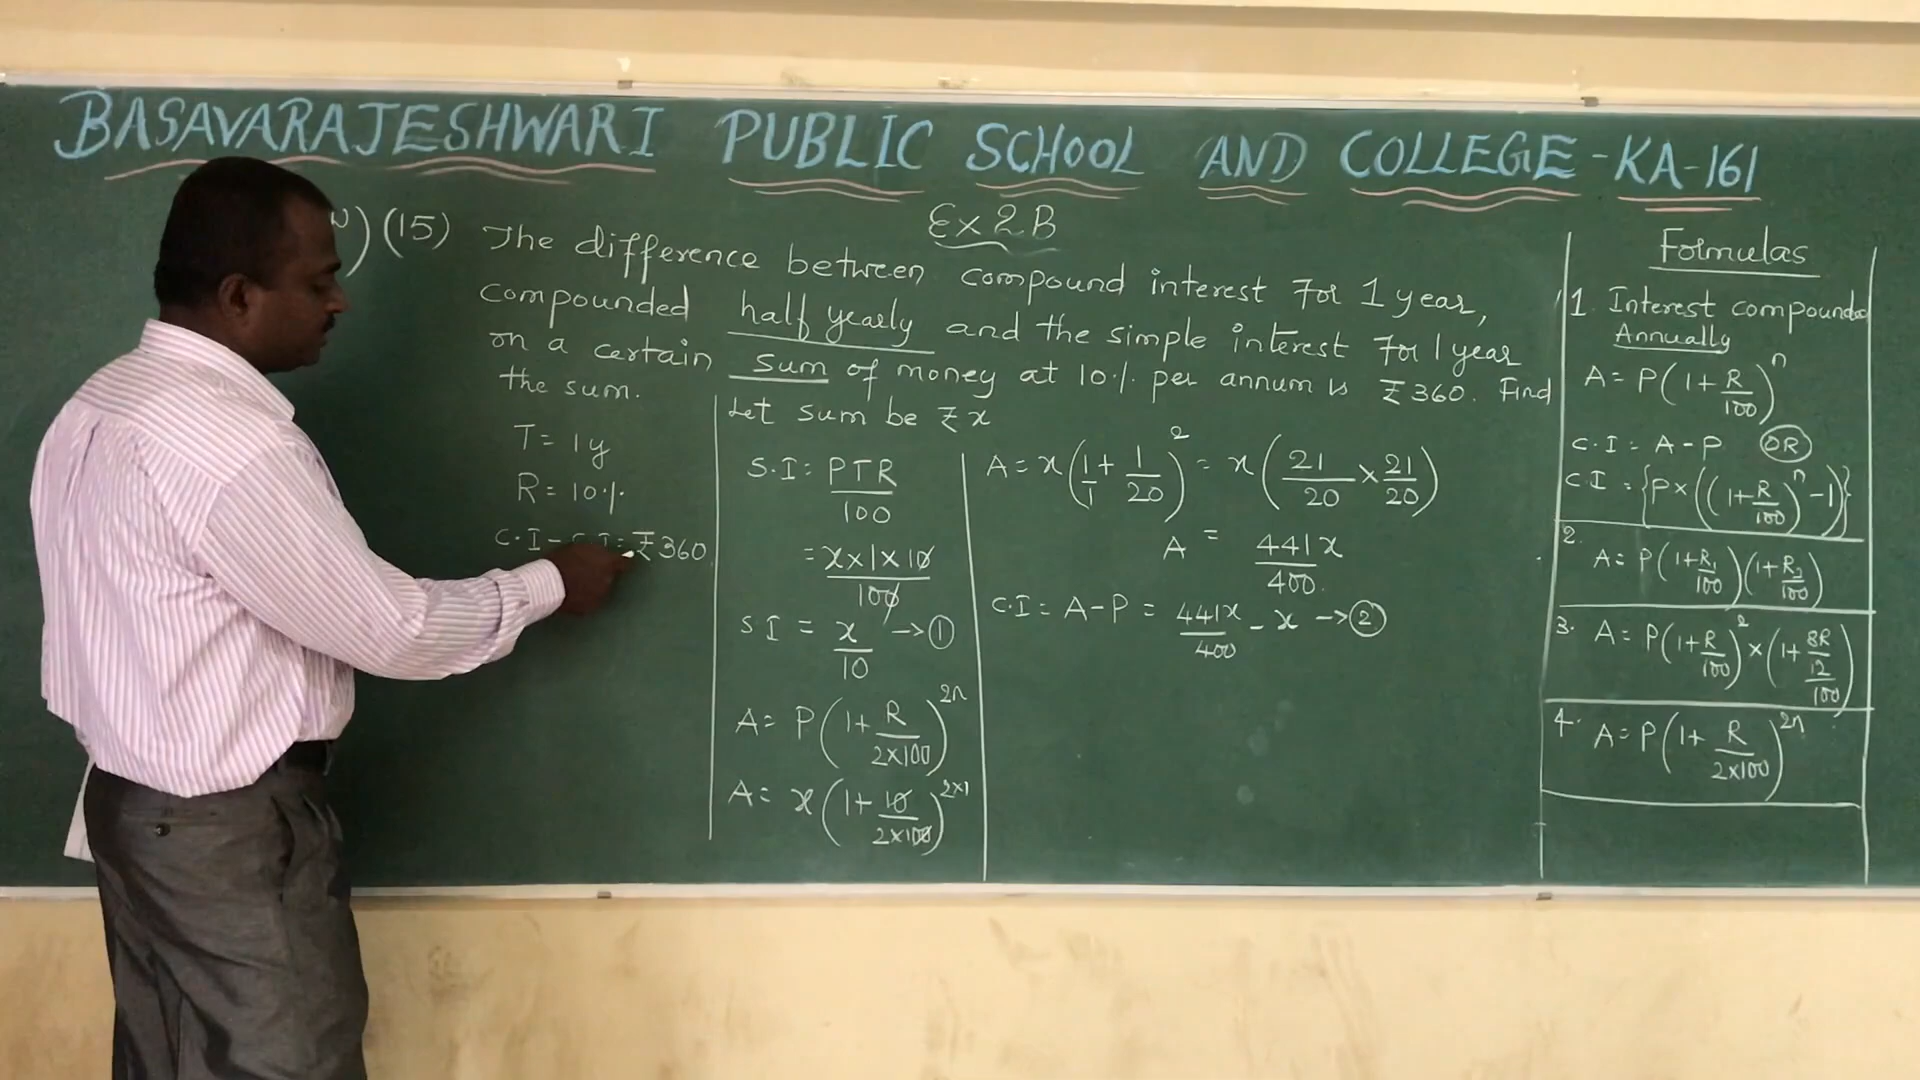 BASAVARAJESHWARI PUBLIC SCHOOL AND COLLEGE - KA-161
Ex 2B
(15) The difference between compound interest for 1 year,
compounded half yearly and the simple interest for 1 year
on a certain sum of money at 10% per annum is ₹360. Find
the sum.
T = 1y
R = 10%
C.I - S.I = ₹360
Let sum be ₹ x
S.I = PTR/100
= x×1×10/100
S I = x/10 → ①
A = P(1 + R/2×100)^2n
A = x(1 + 10/2×100)^2×1
A = x(1/1 + 1/20)^2 = x(21/20 × 21/20)
A = 441x/400
C.I = A - P = 441x/400 - x → ②
Formulas
1. Interest compounded
Annually
A = P(1 + R/100)^n
C.I = A - P OR
C.I = {P×((1 + R/100)^n - 1)}
2. A = P(1 + R₁/100)(1 + R₂/100)
3. A = P(1 + R/100)^2 × (1 + 8R/12/100)
4. A = P(1 + R/2×100)^2n